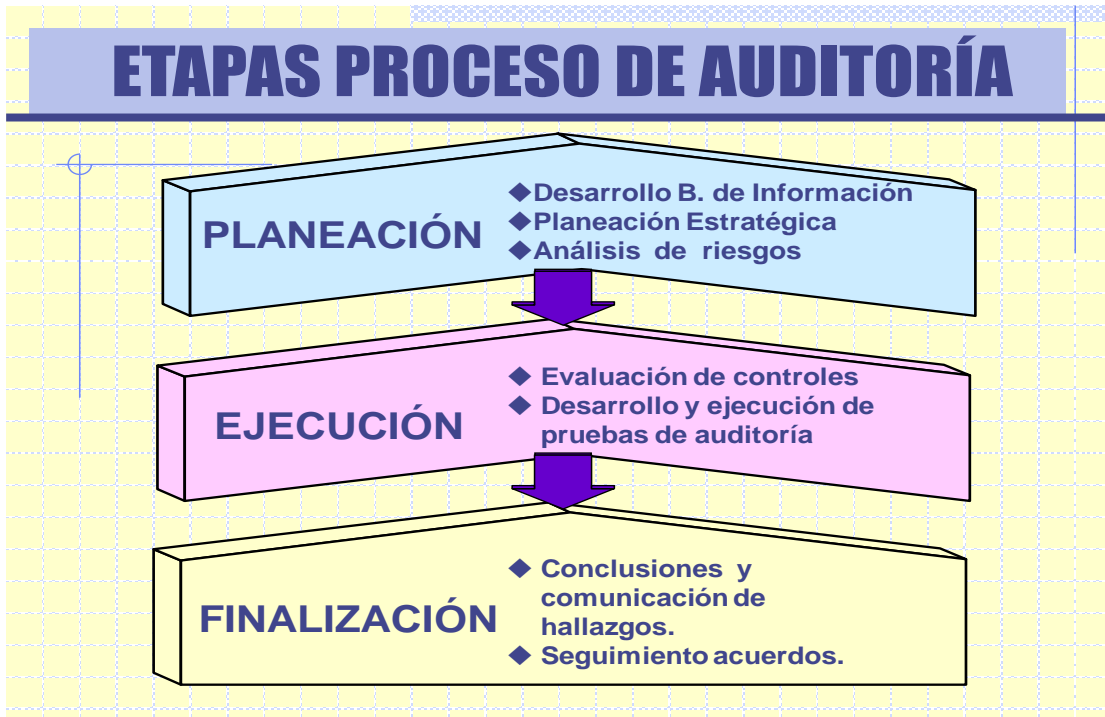 ETAPAS PROCESO DE AUDITORÍA
PLANEACIÓN
◆Desarrollo B. de Información
◆Planeación Estratégica
◆Análisis de riesgos
EJECUCIÓN
◆ Evaluación de controles
◆ Desarrollo y ejecución de
pruebas de auditoría
FINALIZACIÓN
◆ Conclusiones y
comunicación de
hallazgos.
◆ Seguimiento acuerdos.